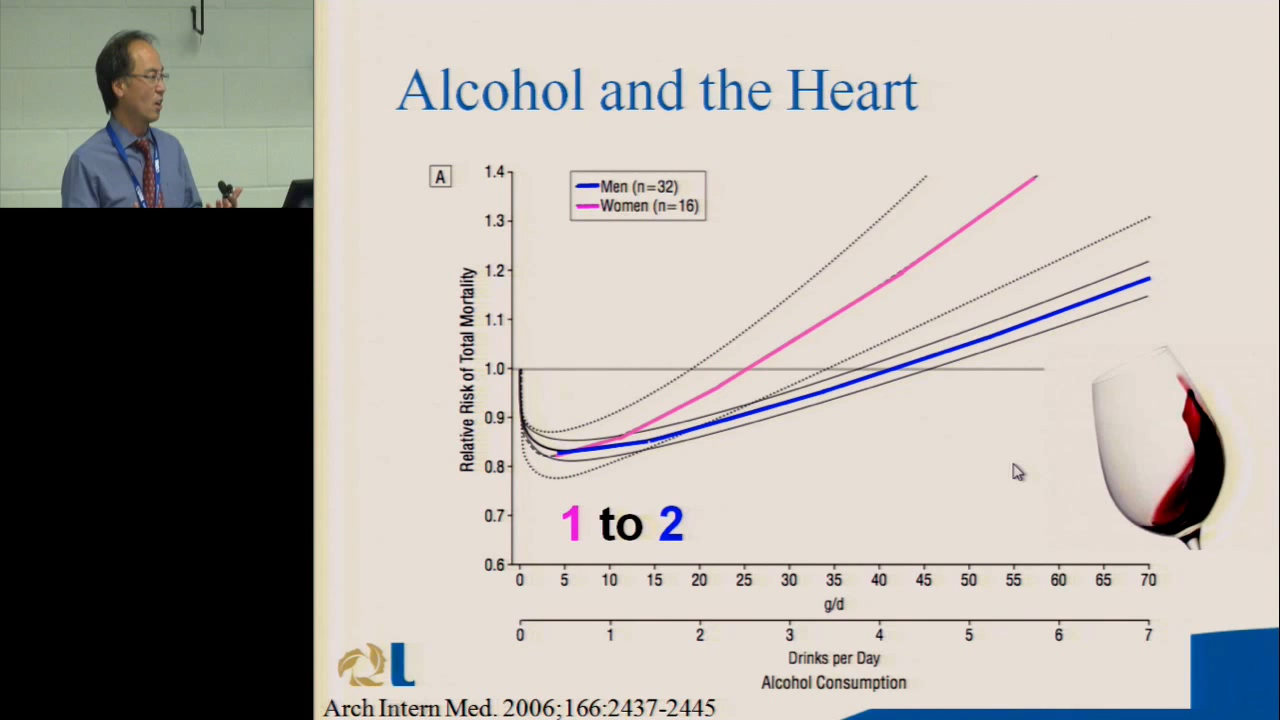 Alcohol and the Heart
A
Men (n=32)
Women (n=16)
Relative Risk of Total Mortality
1.4
1.3
1.2
1.1
1.0
0.9
0.8
0.7
0.6
1 to 2
0 5 10 15 20 25 30 35 40 45 50 55 60 65 70
g/d
0 1 2 3 4 5 6 7
Drinks per Day
Alcohol Consumption
Arch Intern Med. 2006;166:2437-2445